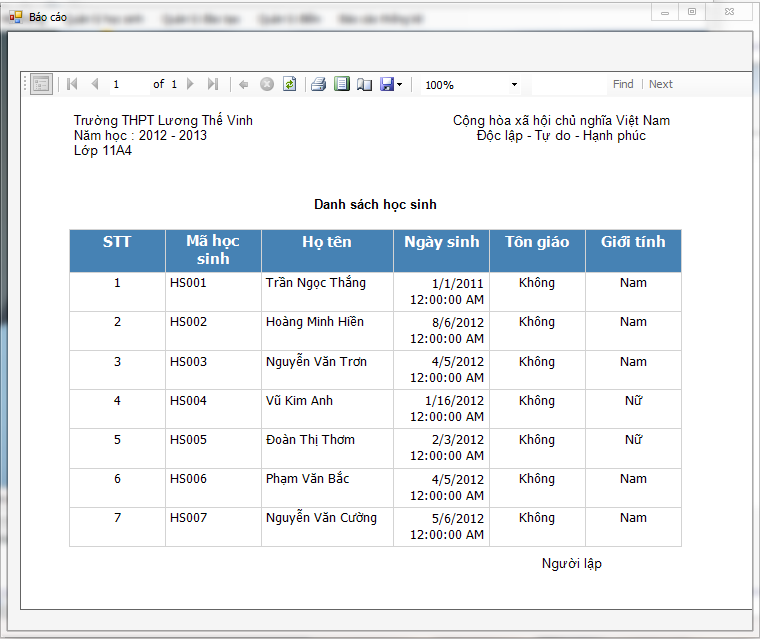 Báo cáo
1 of 1 100% Find Next
Trường THPT Lương Thế Vinh Cộng hòa xã hội chủ nghĩa Việt Nam
Năm học : 2012 - 2013 Độc lập - Tự do - Hạnh phúc
Lớp 11A4
Danh sách học sinh
STT Mã học sinh Họ tên Ngày sinh Tôn giáo Giới tính
1 HS001 Trần Ngọc Thắng 1/1/2011 Không Nam
12:00:00 AM
2 HS002 Hoàng Minh Hiền 8/6/2012 Không Nam
12:00:00 AM
3 HS003 Nguyễn Văn Trơn 4/5/2012 Không Nam
12:00:00 AM
4 HS004 Vũ Kim Anh 1/16/2012 Không Nữ
12:00:00 AM
5 HS005 Đoàn Thị Thơm 2/3/2012 Không Nữ
12:00:00 AM
6 HS006 Phạm Văn Bắc 4/5/2012 Không Nam
12:00:00 AM
7 HS007 Nguyễn Văn Cường 5/6/2012 Không Nam
12:00:00 AM
Người lập